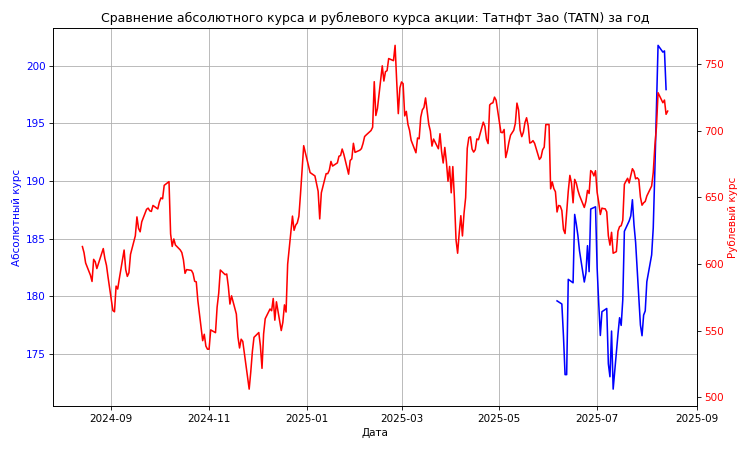 Сравнение абсолютного курса и рублевого курса акции: Татнфт 3ао (TATN) за год
200
195
190
185
180
175
Абсолютный курс
750
700
650
600
550
500
Рублевый курс
2024-09 2024-11 2025-01 2025-03 2025-05 2025-07 2025-09
Дата